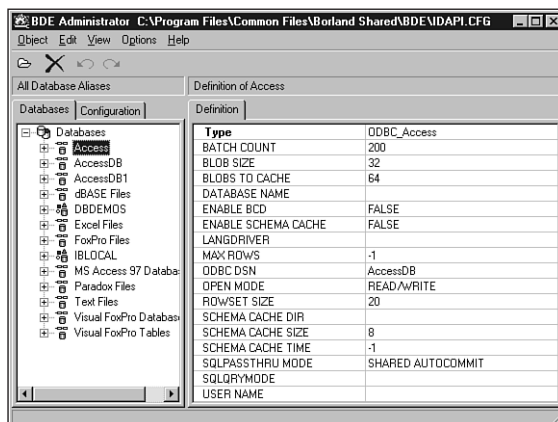 BDE Administrator C:\Program Files\Common Files\Borland Shared\BDE\IDAPI.CFG
Object Edit View Options Help
All Database Aliases
Definition of Access
Databases Configuration
Definition
Databases
Access
AccessDB
AccessDB1
dBASE Files
DBDEMOS
Excel Files
FoxPro Files
IBLOCAL
MS Access 97 Databa
Paradox Files
Text Files
Visual FoxPro Databas
Visual FoxPro Tables
Type ODBC_Access
BATCH COUNT 200
BLOB SIZE 32
BLOBS TO CACHE 64
DATABASE NAME
ENABLE BCD FALSE
ENABLE SCHEMA CACHE FALSE
LANGDRIVER
MAX ROWS -1
ODBC DSN AccessDB
OPEN MODE READ/WRITE
ROWSET SIZE 20
SCHEMA CACHE DIR
SCHEMA CACHE SIZE 8
SCHEMA CACHE TIME -1
SQLPASSTHRU MODE SHARED AUTOCOMMIT
SQLQRYMODE
USER NAME